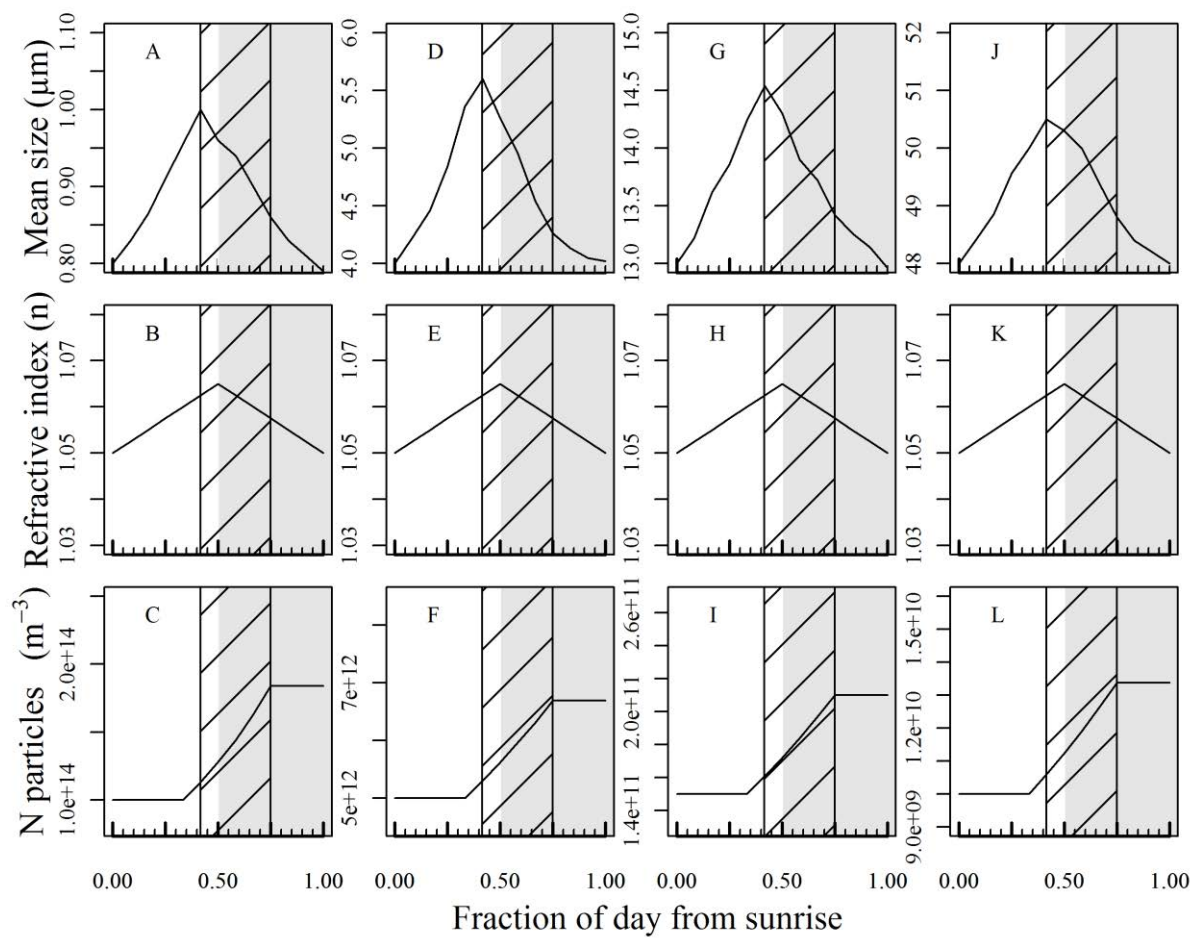 Mean size (μm)
0.80 0.90 1.00 1.10
A
4.0 4.5 5.0 5.5 6.0
D
13.0 13.5 14.0 14.5 15.0
G
48 49 50 51 52
J
Refractive index (n)
1.03 1.05 1.07
B
1.03 1.05 1.07
E
1.03 1.05 1.07
H
1.03 1.05 1.07
K
N particles (m⁻³)
1.0e+14 2.0e+14
C
5e+12 7e+12
F
1.4e+11 2.0e+11 2.6e+11
I
9.0e+09 1.2e+10 1.5e+10
L
0.00 0.50 1.00 0.00 0.50 1.00 0.00 0.50 1.00 0.00 0.50 1.00
Fraction of day from sunrise